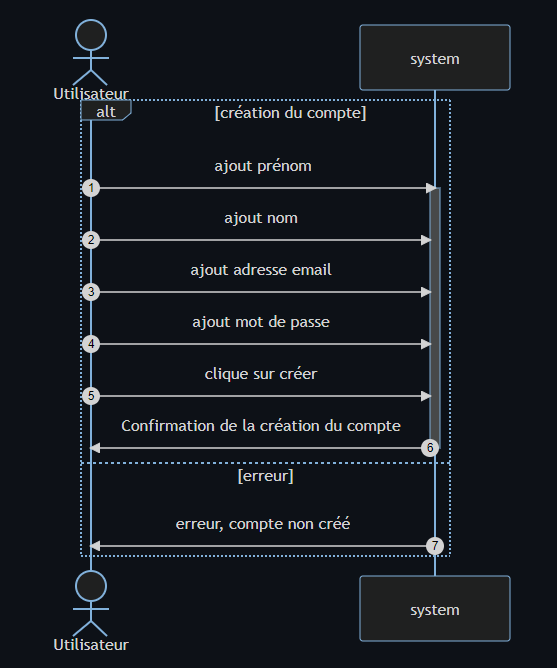 Utilisateur
system
alt
[création du compte]
ajout prénom
1
ajout nom
2
ajout adresse email
3
ajout mot de passe
4
clique sur créer
5
Confirmation de la création du compte
6
[erreur]
erreur, compte non créé
7
Utilisateur
system